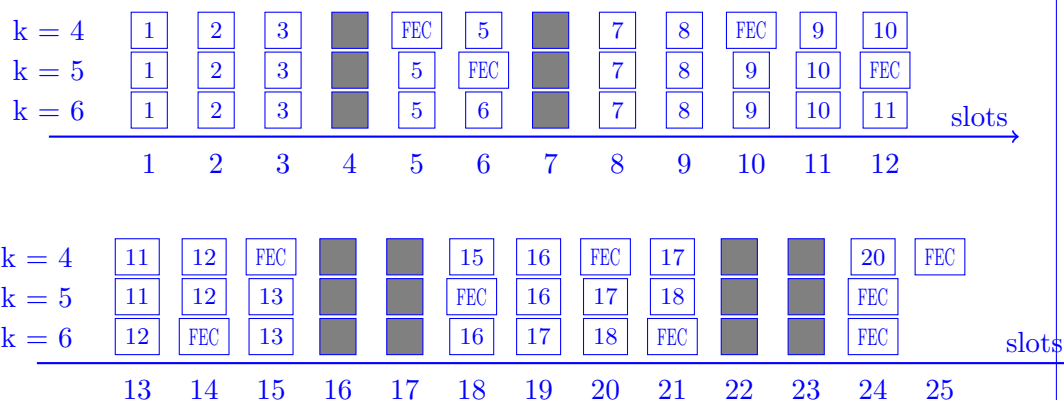 k = 4 1 2 3 FEC 5 7 8 FEC 9 10
k = 5 1 2 3 5 FEC 7 8 9 10 FEC
k = 6 1 2 3 5 6 7 8 9 10 11
slots
1 2 3 4 5 6 7 8 9 10 11 12
k = 4 11 12 FEC 15 16 FEC 17 20 FEC
k = 5 11 12 13 FEC 16 17 18 FEC
k = 6 12 FEC 13 16 17 18 FEC FEC
slots
13 14 15 16 17 18 19 20 21 22 23 24 25